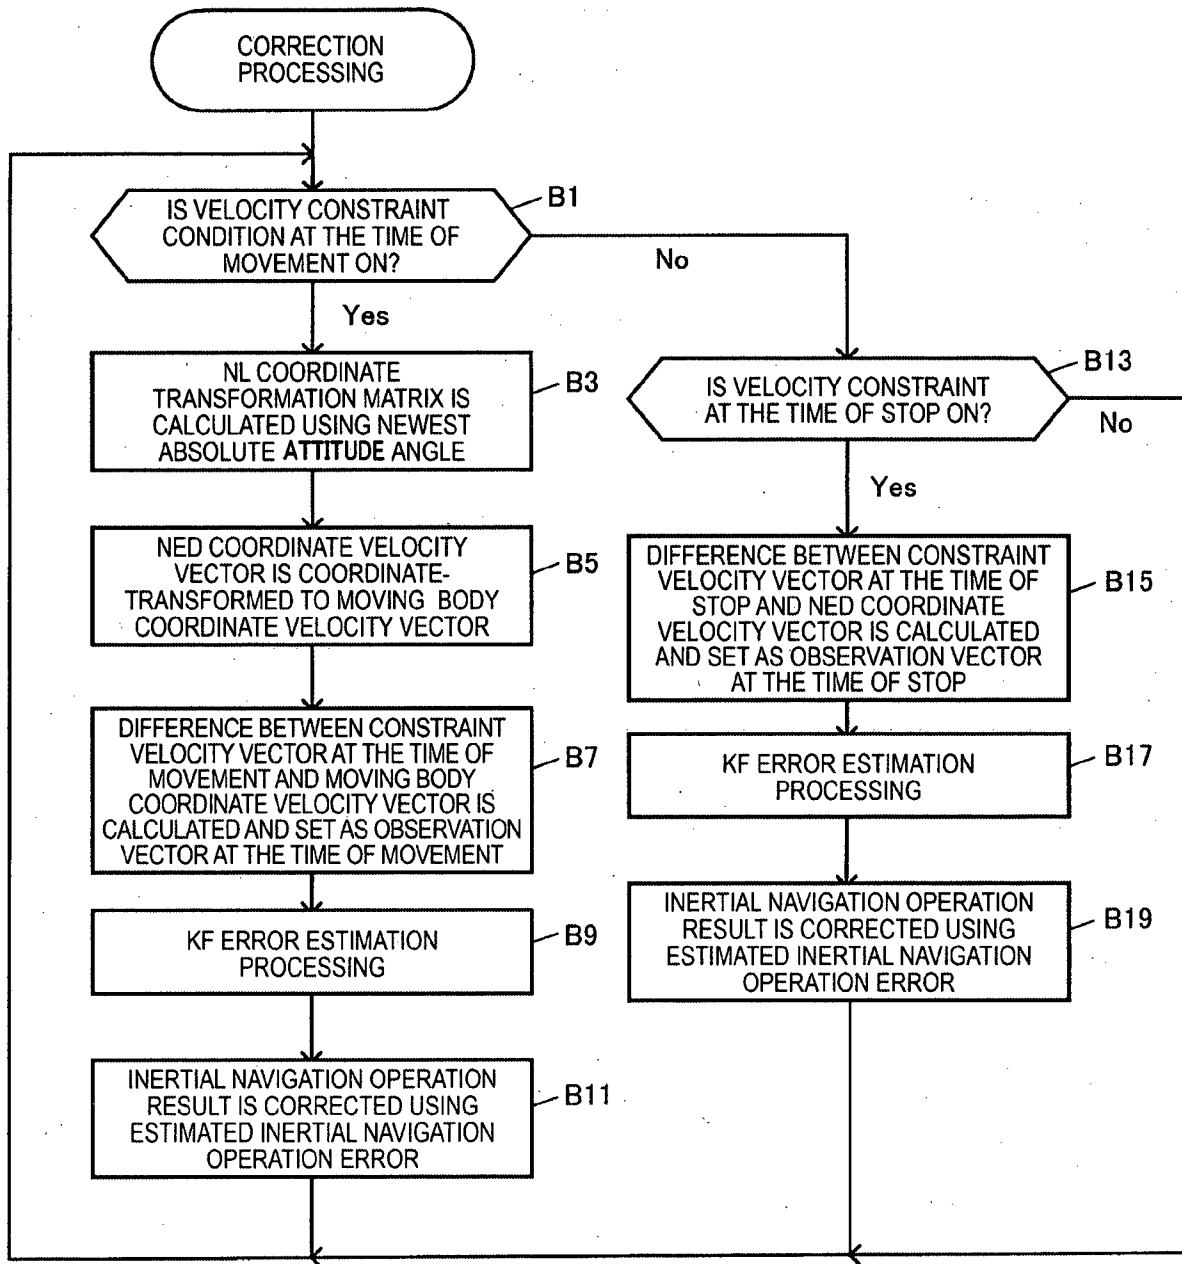 CORRECTION
PROCESSING
IS VELOCITY CONSTRAINT
CONDITION AT THE TIME OF
MOVEMENT ON?
B1
No
Yes
NL COORDINATE
TRANSFORMATION MATRIX IS
CALCULATED USING NEWEST
ABSOLUTE ATTITUDE ANGLE
B3
NED COORDINATE VELOCITY
VECTOR IS COORDINATE-
TRANSFORMED TO MOVING BODY
COORDINATE VELOCITY VECTOR
B5
DIFFERENCE BETWEEN CONSTRAINT
VELOCITY VECTOR AT THE TIME OF
MOVEMENT AND MOVING BODY
COORDINATE VELOCITY VECTOR IS
CALCULATED AND SET AS OBSERVATION
VECTOR AT THE TIME OF MOVEMENT
B7
KF ERROR ESTIMATION
PROCESSING
B9
INERTIAL NAVIGATION OPERATION
RESULT IS CORRECTED USING
ESTIMATED INERTIAL NAVIGATION
OPERATION ERROR
B11
IS VELOCITY CONSTRAINT
AT THE TIME OF STOP ON?
B13
No
Yes
DIFFERENCE BETWEEN CONSTRAINT
VELOCITY VECTOR AT THE TIME OF
STOP AND NED COORDINATE
VELOCITY VECTOR IS CALCULATED
AND SET AS OBSERVATION VECTOR
AT THE TIME OF STOP
B15
KF ERROR ESTIMATION
PROCESSING
B17
INERTIAL NAVIGATION OPERATION
RESULT IS CORRECTED USING
ESTIMATED INERTIAL NAVIGATION
OPERATION ERROR
B19